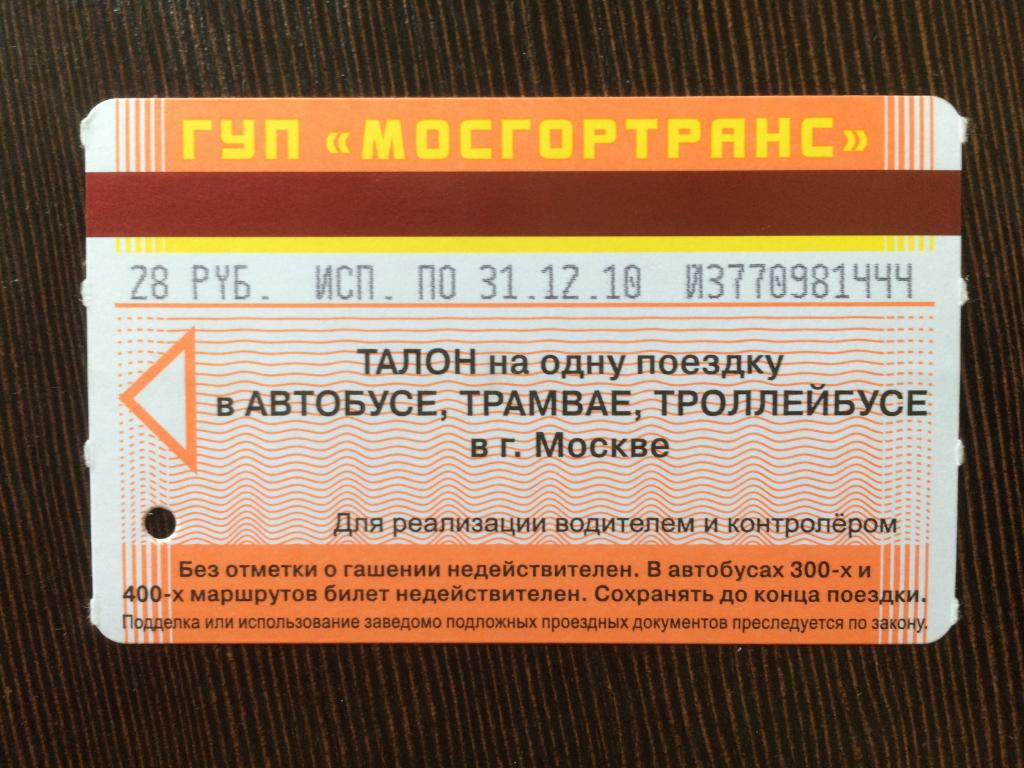 ГУП «МОСГОРТРАНС»
28 РУБ. ИСП. ПО 31.12.10 И3770981444
ТАЛОН на одну поездку
в АВТОБУСЕ, ТРАМВАЕ, ТРОЛЛЕЙБУСЕ
в г. Москве
Для реализации водителем и контролёром
Без отметки о гашении недействителен. В автобусах 300-х и
400-х маршрутов билет недействителен. Сохранять до конца поездки.
Подделка или использование заведомо подложных проездных документов преследуется по закону.